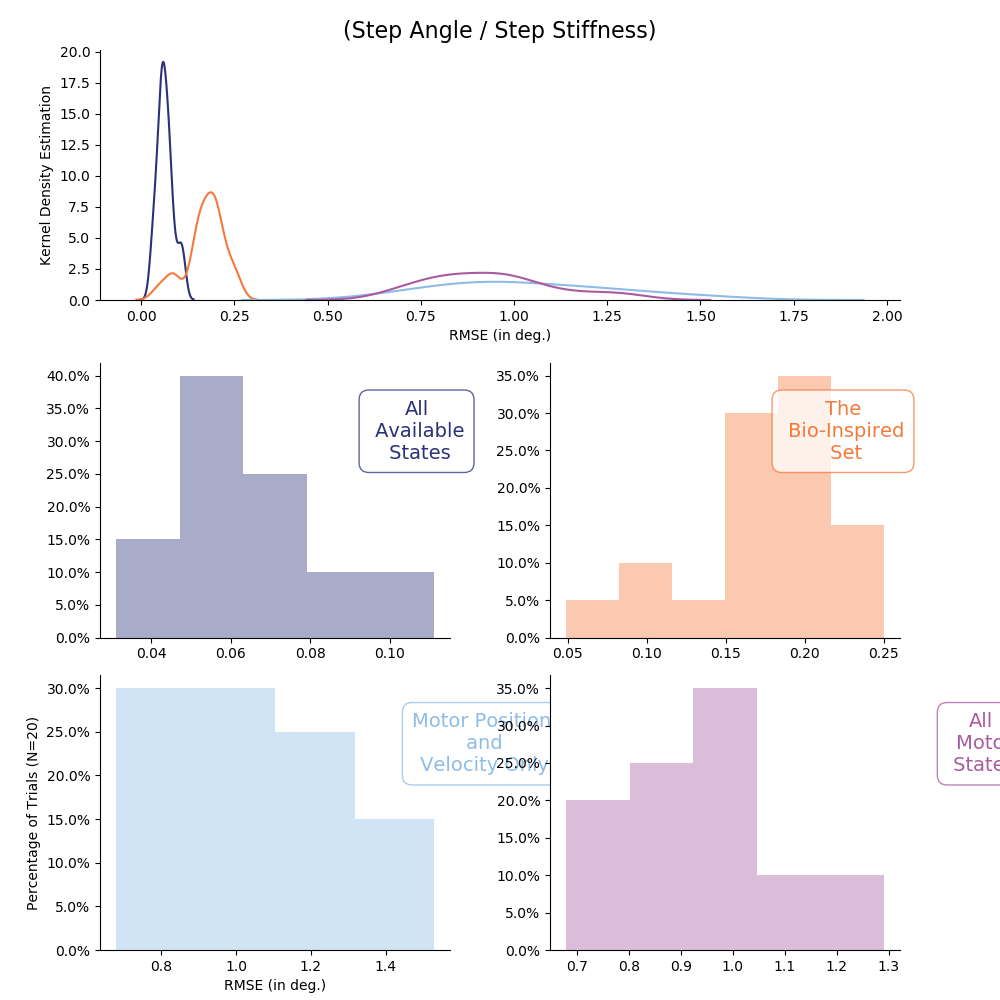 (Step Angle / Step Stiffness)
20.0
17.5
15.0
12.5
10.0
7.5
5.0
2.5
0.0
Kernel Density Estimation
0.00 0.25 0.50 0.75 1.00 1.25 1.50 1.75 2.00
RMSE (in deg.)
40.0%
35.0%
30.0%
25.0%
20.0%
15.0%
10.0%
5.0%
0.0%
All
Available
States
0.04 0.06 0.08 0.10
35.0%
30.0%
25.0%
20.0%
15.0%
10.0%
5.0%
0.0%
The
Bio-Inspired
Set
0.05 0.10 0.15 0.20 0.25
30.0%
25.0%
20.0%
15.0%
10.0%
5.0%
0.0%
Percentage of Trials (N=20)
Motor Position
and
Velocity Only
0.8 1.0 1.2 1.4
RMSE (in deg.)
35.0%
30.0%
25.0%
20.0%
15.0%
10.0%
5.0%
0.0%
All
Moto
State
0.7 0.8 0.9 1.0 1.1 1.2 1.3